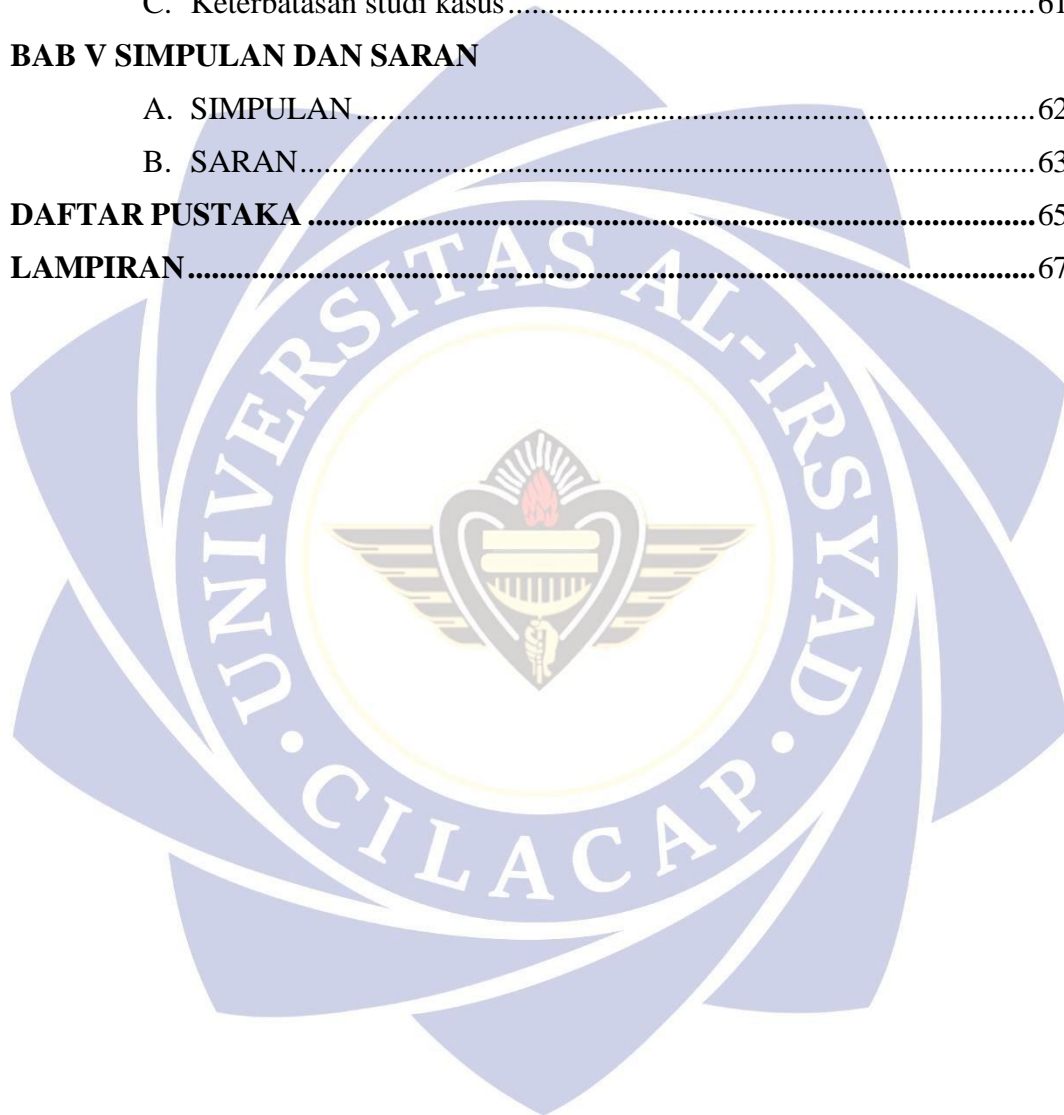 C. Keterbatasan studi kasus....................61
BAB V SIMPULAN DAN SARAN
A. SIMPULAN....................62
B. SARAN....................63
DAFTAR PUSTAKA....................65
LAMPIRAN....................67
UNIVERSITAS AL-IRSYAD
• CILACAP •